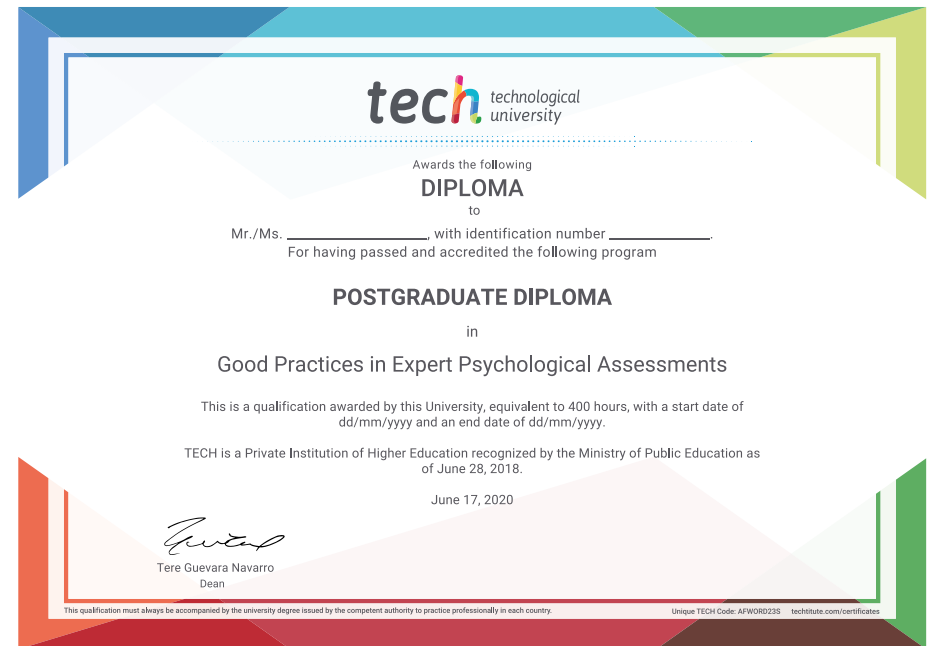 tech technological
university
Awards the following
DIPLOMA
to
Mr./Ms. ________________, with identification number ____________.
For having passed and accredited the following program
POSTGRADUATE DIPLOMA
in
Good Practices in Expert Psychological Assessments
This is a qualification awarded by this University, equivalent to 400 hours, with a start date of
dd/mm/yyyy and an end date of dd/mm/yyyy.
TECH is a Private Institution of Higher Education recognized by the Ministry of Public Education as
of June 28, 2018.
June 17, 2020
Tere Guevara Navarro
Dean
This qualification must always be accompanied by the university degree issued by the competent authority to practice professionally in each country.
Unique TECH Code: AFWORD23S techtitute.com/certificates